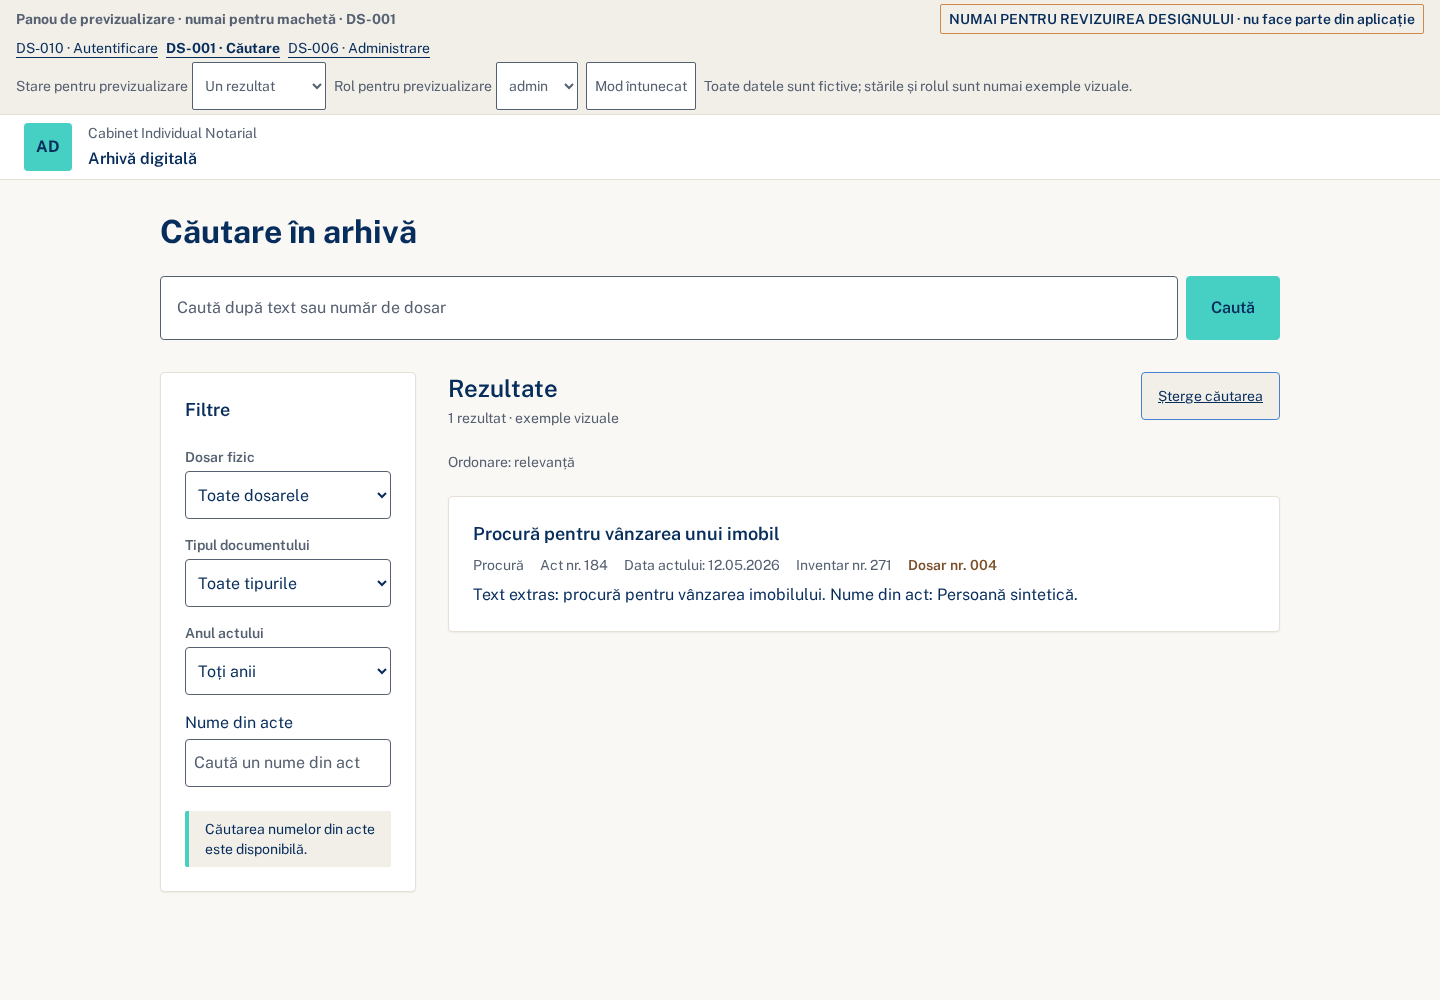 Panou de previzualizare · numai pentru machetă · DS-001
NUMAI PENTRU REVIZUIREA DESIGNULUI · nu face parte din aplicație
DS-010 · Autentificare DS-001 · Căutare DS-006 · Administrare
Stare pentru previzualizare Un rezultat Rol pentru previzualizare admin Mod întunecat Toate datele sunt fictive; stările și rolul sunt numai exemple vizuale.
AD
Cabinet Individual Notarial
Arhivă digitală
Căutare în arhivă
Caută după text sau număr de dosar
Caută
Filtre
Dosar fizic
Toate dosarele
Tipul documentului
Toate tipurile
Anul actului
Toți anii
Nume din acte
Caută un nume din act
Căutarea numelor din acte
este disponibilă.
Rezultate
1 rezultat · exemple vizuale
Șterge căutarea
Ordonare: relevanță
Procură pentru vânzarea unui imobil
Procură Act nr. 184 Data actului: 12.05.2026 Inventar nr. 271 Dosar nr. 004
Text extras: procură pentru vânzarea imobilului. Nume din act: Persoană sintetică.